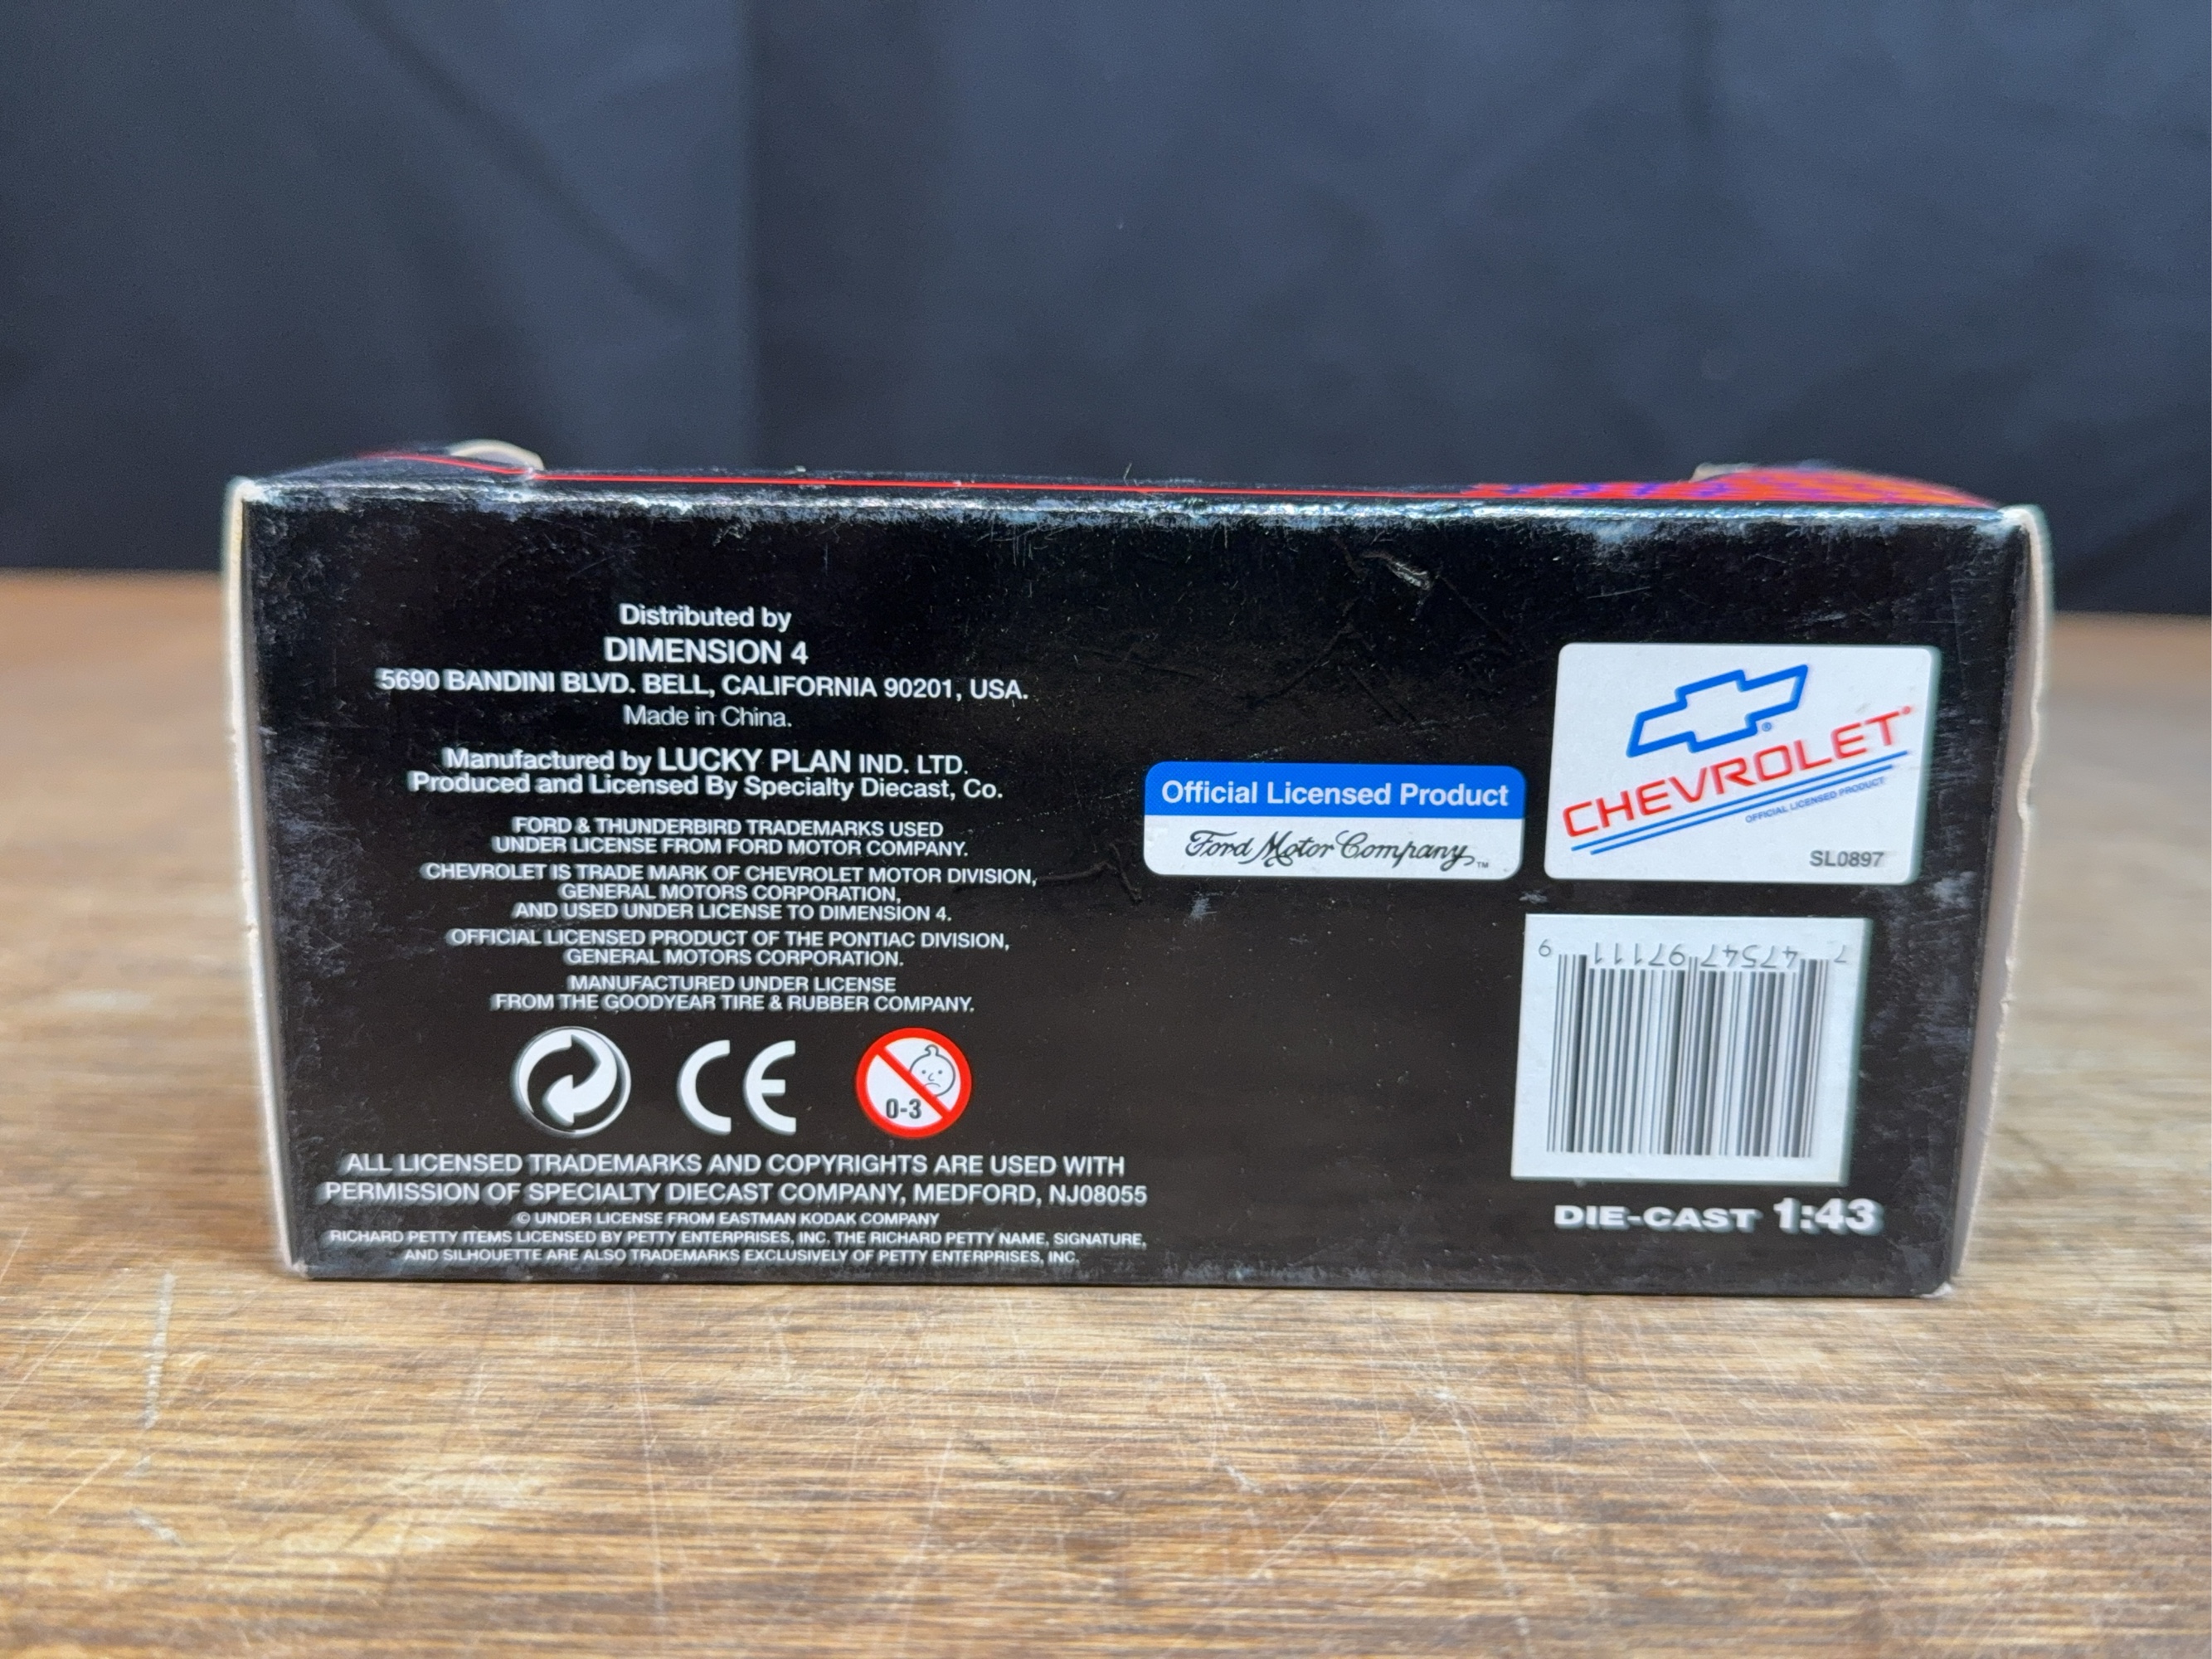 Distributed by
DIMENSION 4
5690 BANDINI BLVD. BELL, CALIFORNIA 90201, USA.
Made in China.
Manufactured by LUCKY PLAN IND. LTD.
Produced and Licensed By Specialty Diecast, Co.
FORD & THUNDERBIRD TRADEMARKS USED
UNDER LICENSE FROM FORD MOTOR COMPANY.
CHEVROLET IS TRADE MARK OF CHEVROLET MOTOR DIVISION,
GENERAL MOTORS CORPORATION,
AND USED UNDER LICENSE TO DIMENSION 4.
OFFICIAL LICENSED PRODUCT OF THE PONTIAC DIVISION,
GENERAL MOTORS CORPORATION.
MANUFACTURED UNDER LICENSE
FROM THE GOODYEAR TIRE & RUBBER COMPANY.
CE
0-3
ALL LICENSED TRADEMARKS AND COPYRIGHTS ARE USED WITH
PERMISSION OF SPECIALTY DIECAST COMPANY, MEDFORD, NJ08055
© UNDER LICENSE FROM EASTMAN KODAK COMPANY
RICHARD PETTY ITEMS LICENSED BY PETTY ENTERPRISES, INC. THE RICHARD PETTY NAME, SIGNATURE,
AND SILHOUETTE ARE ALSO TRADEMARKS EXCLUSIVELY OF PETTY ENTERPRISES, INC.
Official Licensed Product
Ford Motor Company™
®
CHEVROLET®
OFFICIAL LICENSED PRODUCT
SL0897
7 47547 97111 9
DIE-CAST 1:43